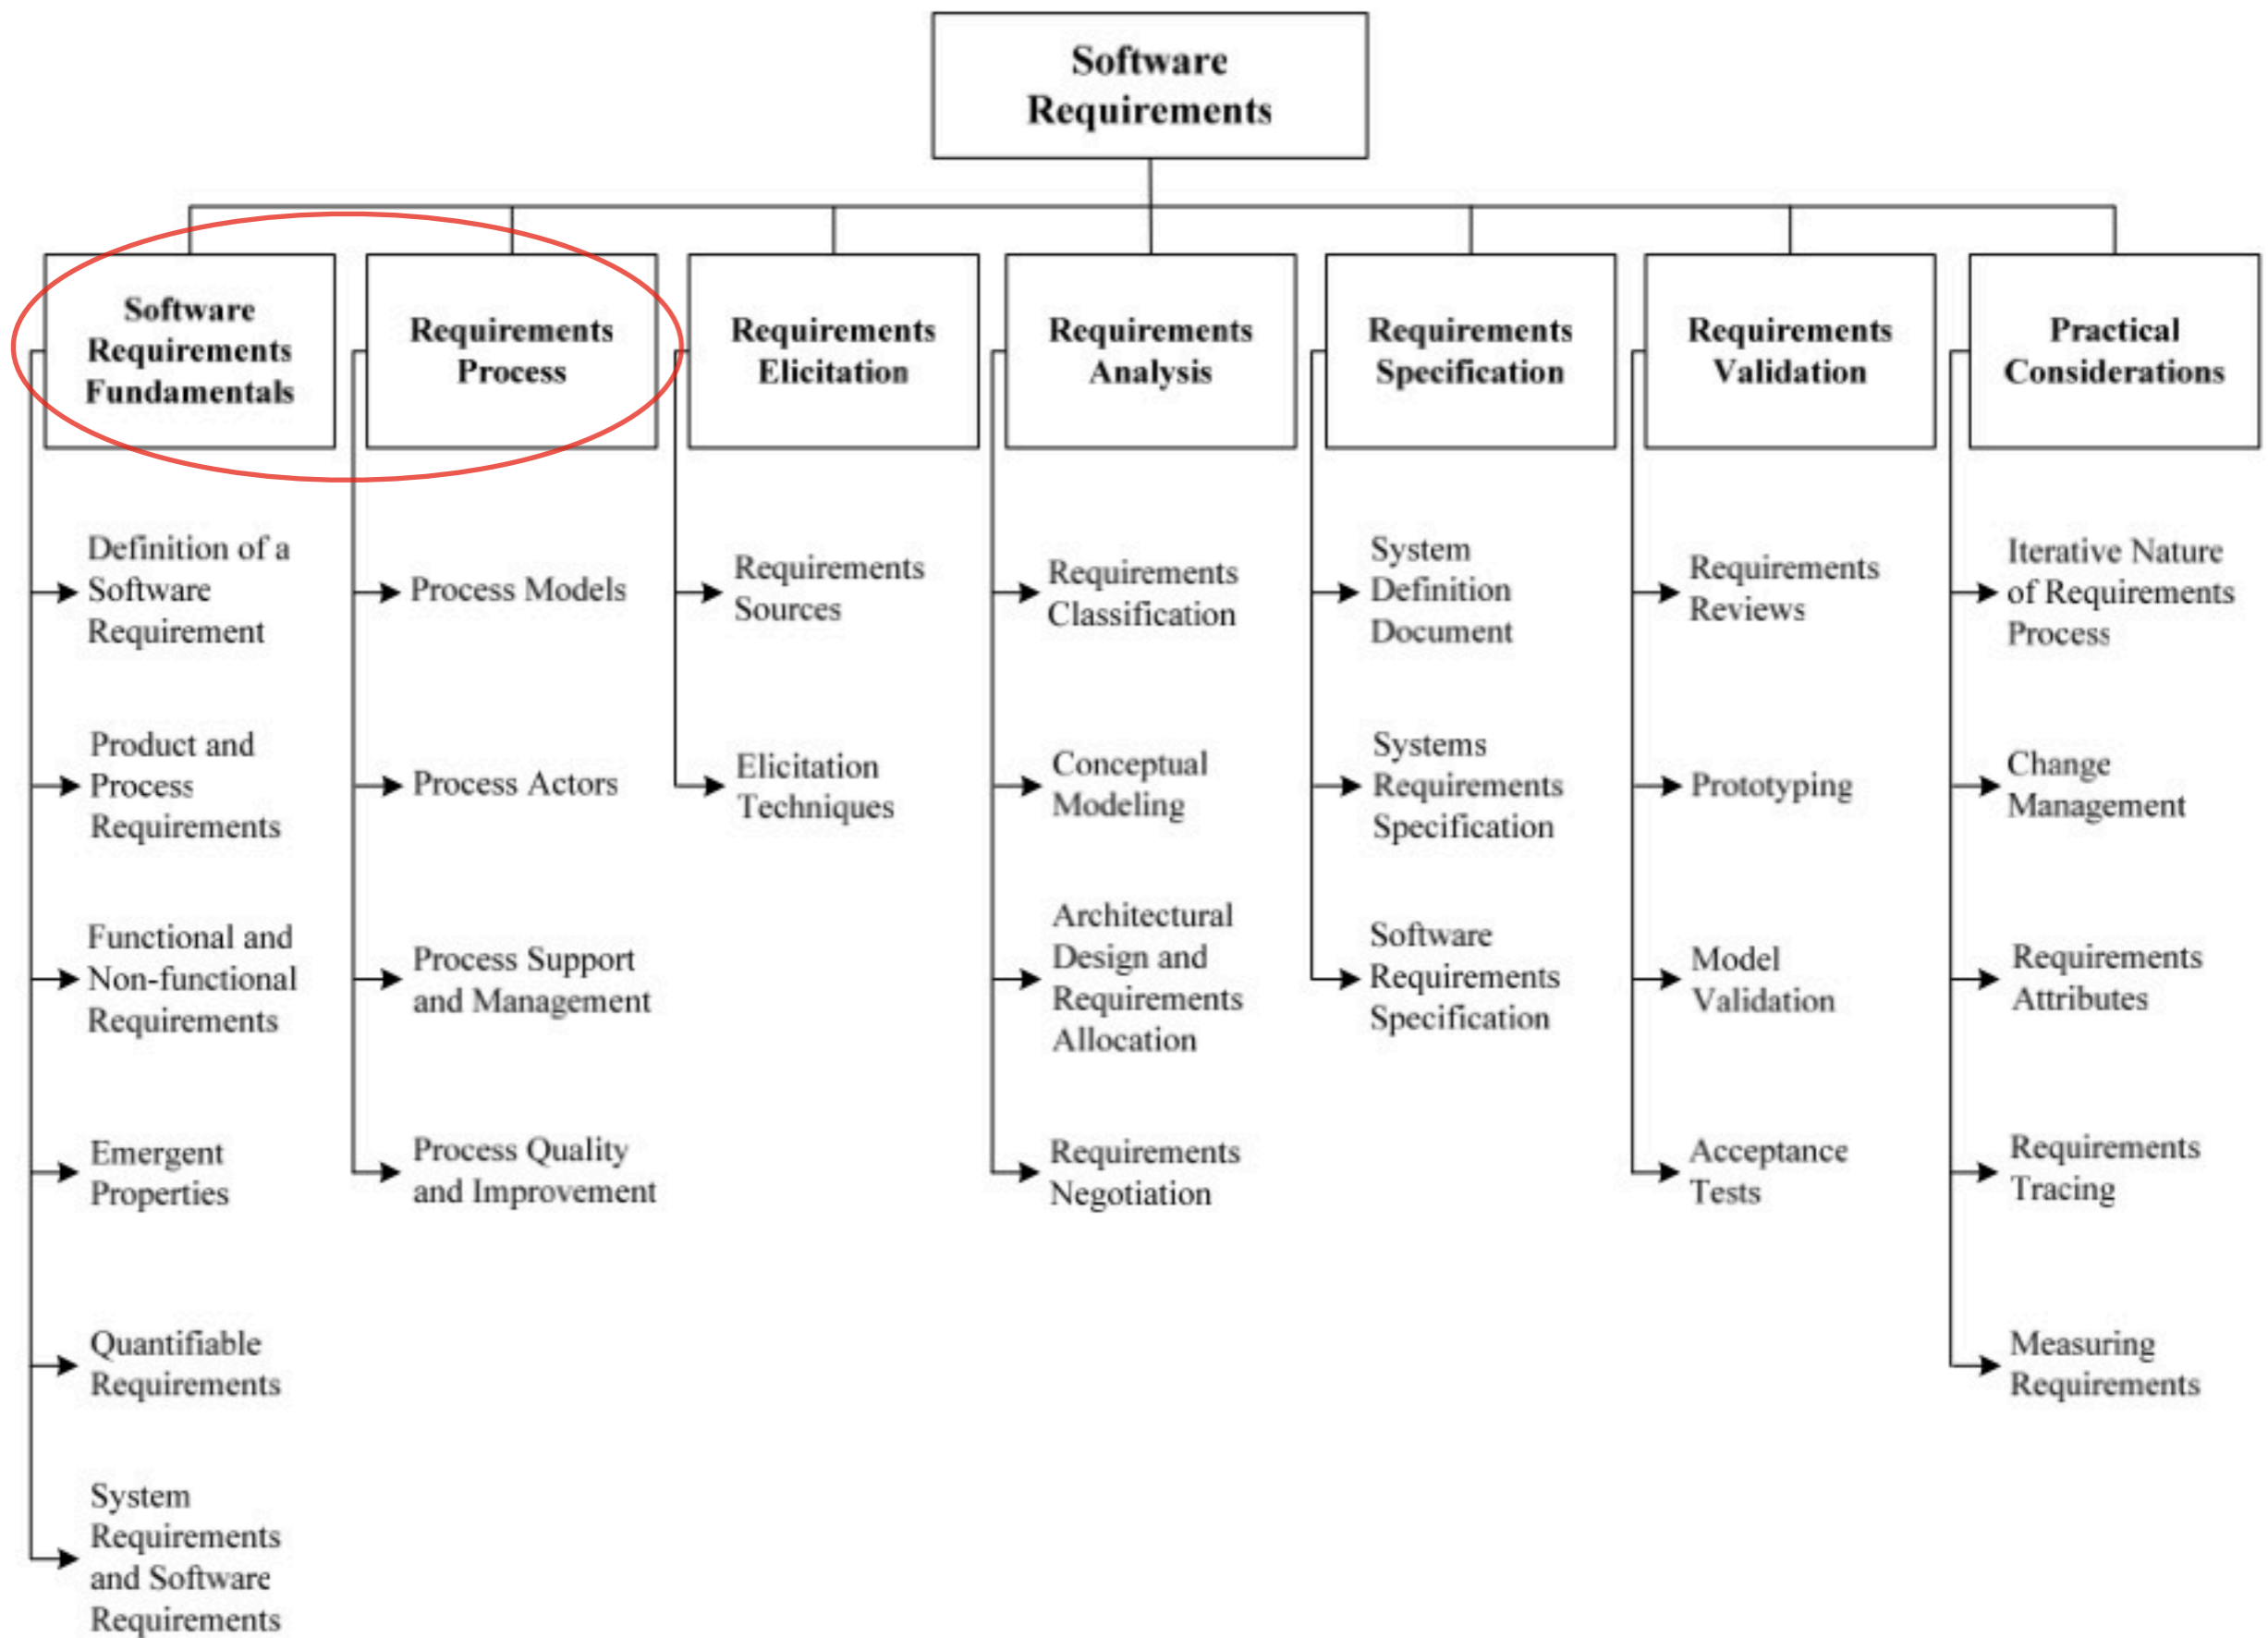 Software
Requirements
Software
Requirements
Fundamentals
Requirements
Process
Requirements
Elicitation
Requirements
Analysis
Requirements
Specification
Requirements
Validation
Practical
Considerations
Definition of a
Software
Requirement
Product and
Process
Requirements
Functional and
Non-functional
Requirements
Emergent
Properties
Quantifiable
Requirements
System
Requirements
and Software
Requirements
Process Models
Process Actors
Process Support
and Management
Process Quality
and Improvement
Requirements
Sources
Elicitation
Techniques
Requirements
Classification
Conceptual
Modeling
Architectural
Design and
Requirements
Allocation
Requirements
Negotiation
System
Definition
Document
Systems
Requirements
Specification
Software
Requirements
Specification
Requirements
Reviews
Prototyping
Model
Validation
Acceptance
Tests
Iterative Nature
of Requirements
Process
Change
Management
Requirements
Attributes
Requirements
Tracing
Measuring
Requirements